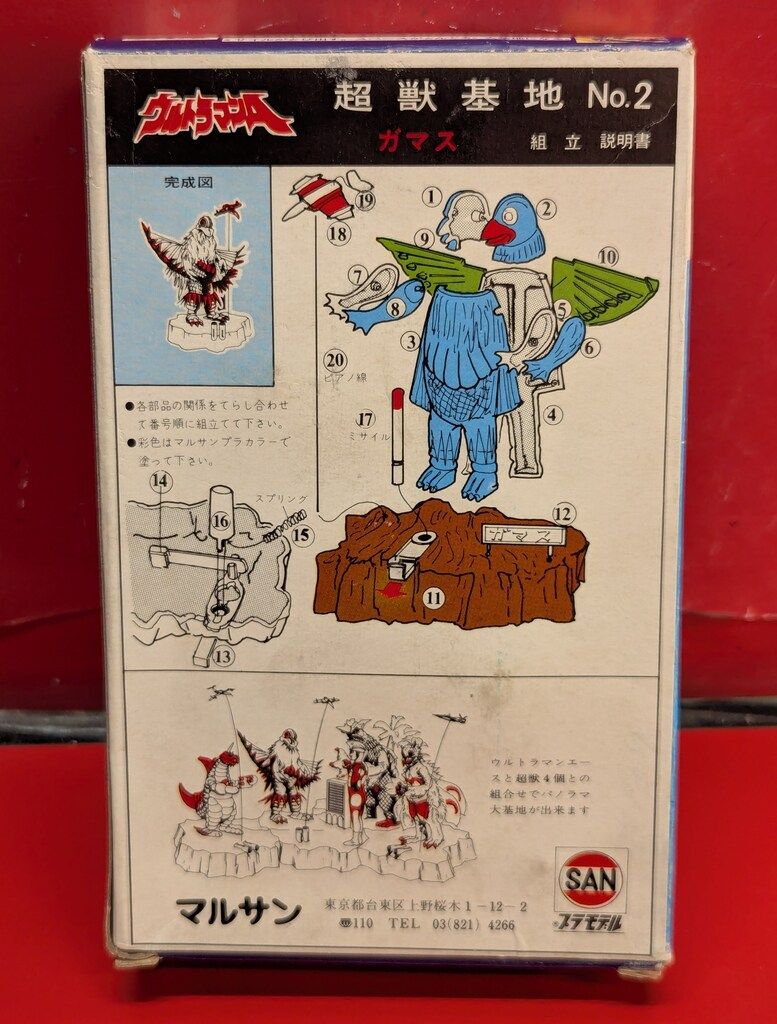 ウルトラマンA
超獣基地 No.2
ガマス
組立説明書
完成図
1
2
3
4
5
6
7
8
9
10
18
19
20
ピアノ線
17
ミサイル
●各部品の関係をてらし合わせ
て番号順に組立てて下さい。
●彩色はマルサンプラカラーで
塗って下さい。
14
スプリング
16
15
12
ガマス
11
13
ウルトラマンエー
スと超獣4個との
組合せでパノラマ
大基地が出来ます
マルサン
東京都台東区上野桜木1-12-2
☎110 TEL 03(821) 4266
SAN
プラモデル